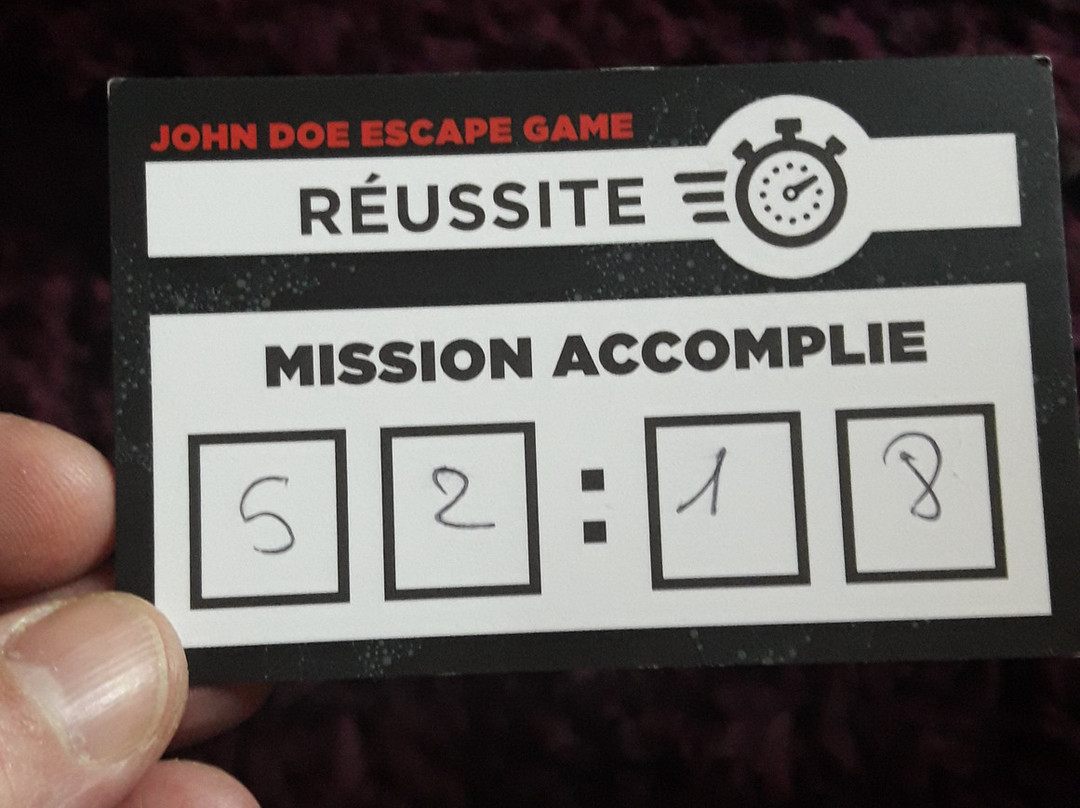 JOHN DOE ESCAPE GAME
RÉUSSITE
MISSION ACCOMPLIE
52:18